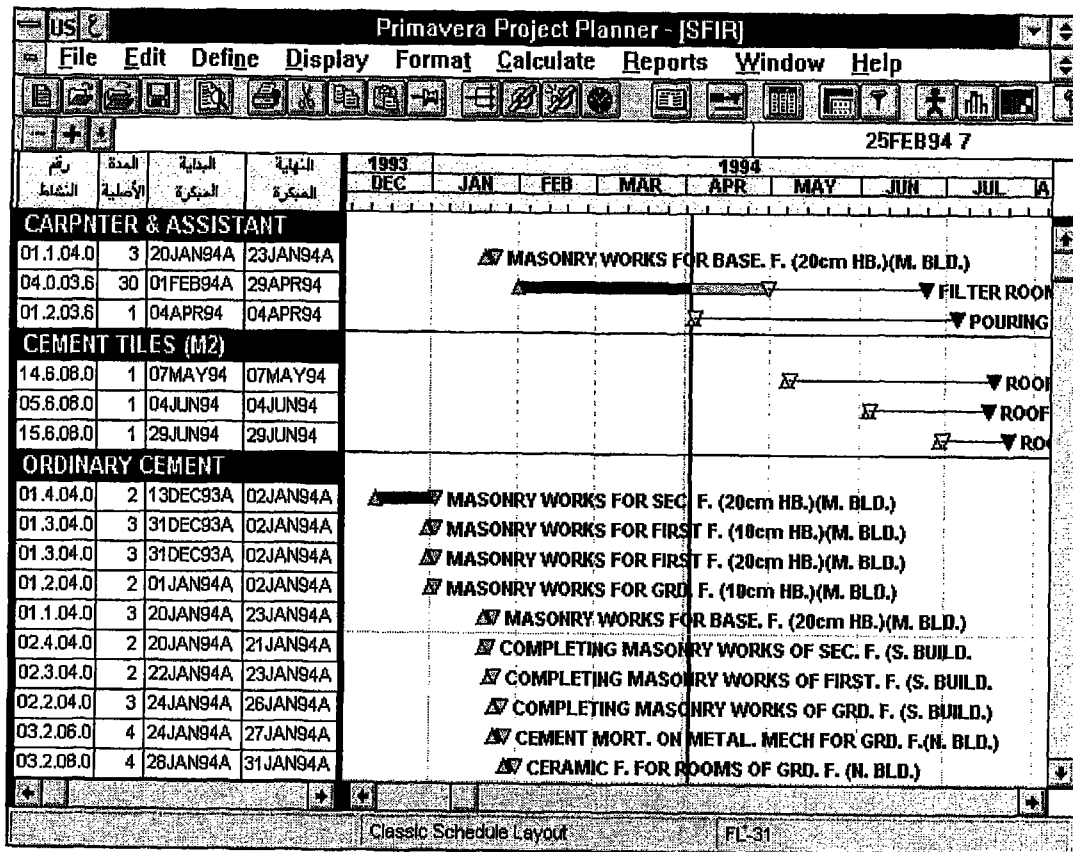 US Primavera Project Planner - [SFIR]
File Edit Define Display Format Calculate Reports Window Help
25FEB94 7
رقم النشاط
المدة الأصلية
البداية المبكرة
النهاية المبكرة
1993 1994
DEC JAN FEB MAR APR MAY JUN JUL A
CARPNTER & ASSISTANT
01.1.04.0 3 20JAN94A 23JAN94A MASONRY WORKS FOR BASE. F. (20cm HB.)(M. BLD.)
04.0.03.6 30 01FEB94A 29APR94 FILTER ROOM
01.2.03.6 1 04APR94 04APR94 POURING
CEMENT TILES (M2)
14.6.08.0 1 07MAY94 07MAY94 ROOF
05.6.08.0 1 04JUN94 04JUN94 ROOF
15.6.08.0 1 29JUN94 29JUN94 ROO
ORDINARY CEMENT
01.4.04.0 2 13DEC93A 02JAN94A MASONRY WORKS FOR SEC. F. (20cm HB.)(M. BLD.)
01.3.04.0 3 31DEC93A 02JAN94A MASONRY WORKS FOR FIRST F. (10cm HB.)(M. BLD.)
01.3.04.0 3 31DEC93A 02JAN94A MASONRY WORKS FOR FIRST F. (20cm HB.)(M. BLD.)
01.2.04.0 2 01JAN94A 02JAN94A MASONRY WORKS FOR GRD. F. (10cm HB.)(M. BLD.)
01.1.04.0 3 20JAN94A 23JAN94A MASONRY WORKS FOR BASE. F. (20cm HB.)(M. BLD.)
02.4.04.0 2 20JAN94A 21JAN94A COMPLETING MASONRY WORKS OF SEC. F. (S. BUILD.
02.3.04.0 2 22JAN94A 23JAN94A COMPLETING MASONRY WORKS OF FIRST. F. (S. BUILD.
02.2.04.0 3 24JAN94A 26JAN94A COMPLETING MASONRY WORKS OF GRD. F. (S. BUILD.)
03.2.06.0 4 24JAN94A 27JAN94A CEMENT MORT. ON METAL. MECH FOR GRD. F.(N. BLD.)
03.2.08.0 4 28JAN94A 31JAN94A CERAMIC F. FOR ROOMS OF GRD. F. (N. BLD.)
Classic Schedule Layout FL-31